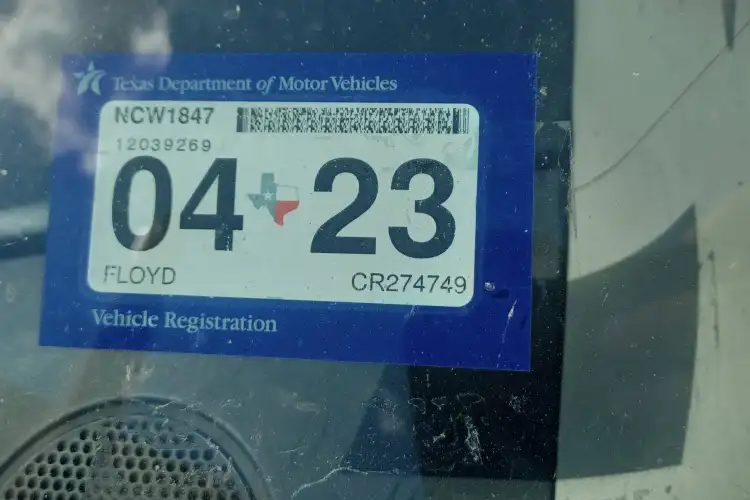 Texas Department of Motor Vehicles
NCW1847
12039269
04 23
FLOYD CR274749
Vehicle Registration